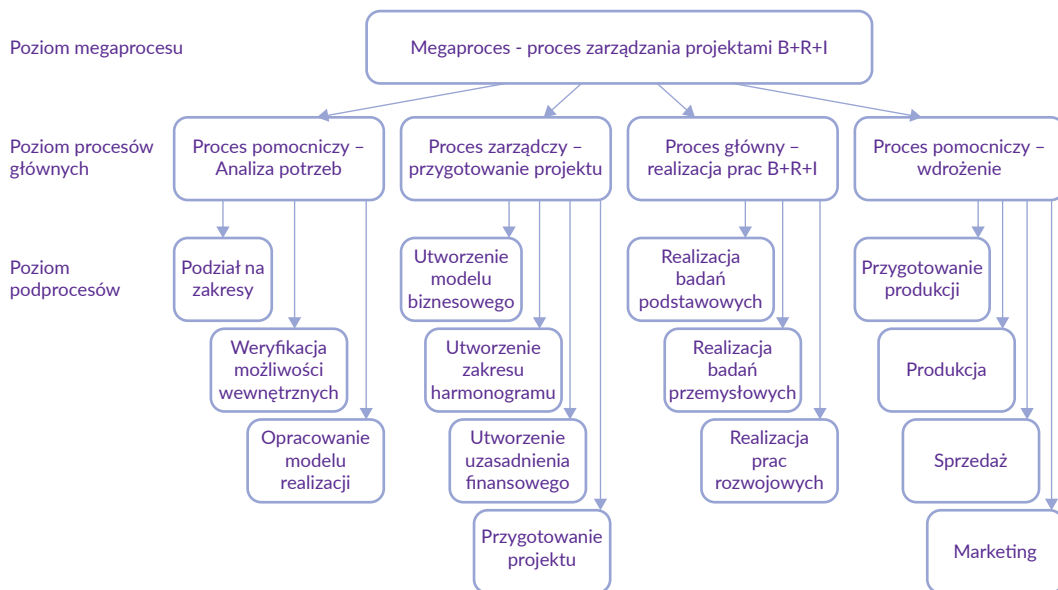 Poziom megaprocesu
Megaproces - proces zarządzania projektami B+R+I
Poziom procesów
głównych
Proces pomocniczy –
Analiza potrzeb
Proces zarządczy –
przygotowanie projektu
Proces główny –
realizacja prac B+R+I
Proces pomocniczy –
wdrożenie
Poziom
podprocesów
Podział na
zakresy
Weryfikacja
możliwości
wewnętrznych
Opracowanie
modelu
realizacji
Utworzenie
modelu
biznesowego
Utworzenie
zakresu
harmonogramu
Utworzenie
uzasadnienia
finansowego
Przygotowanie
projektu
Realizacja
badań
podstawowych
Realizacja
badań
przemysłowych
Realizacja
prac
rozwojowych
Przygotowanie
produkcji
Produkcja
Sprzedaż
Marketing